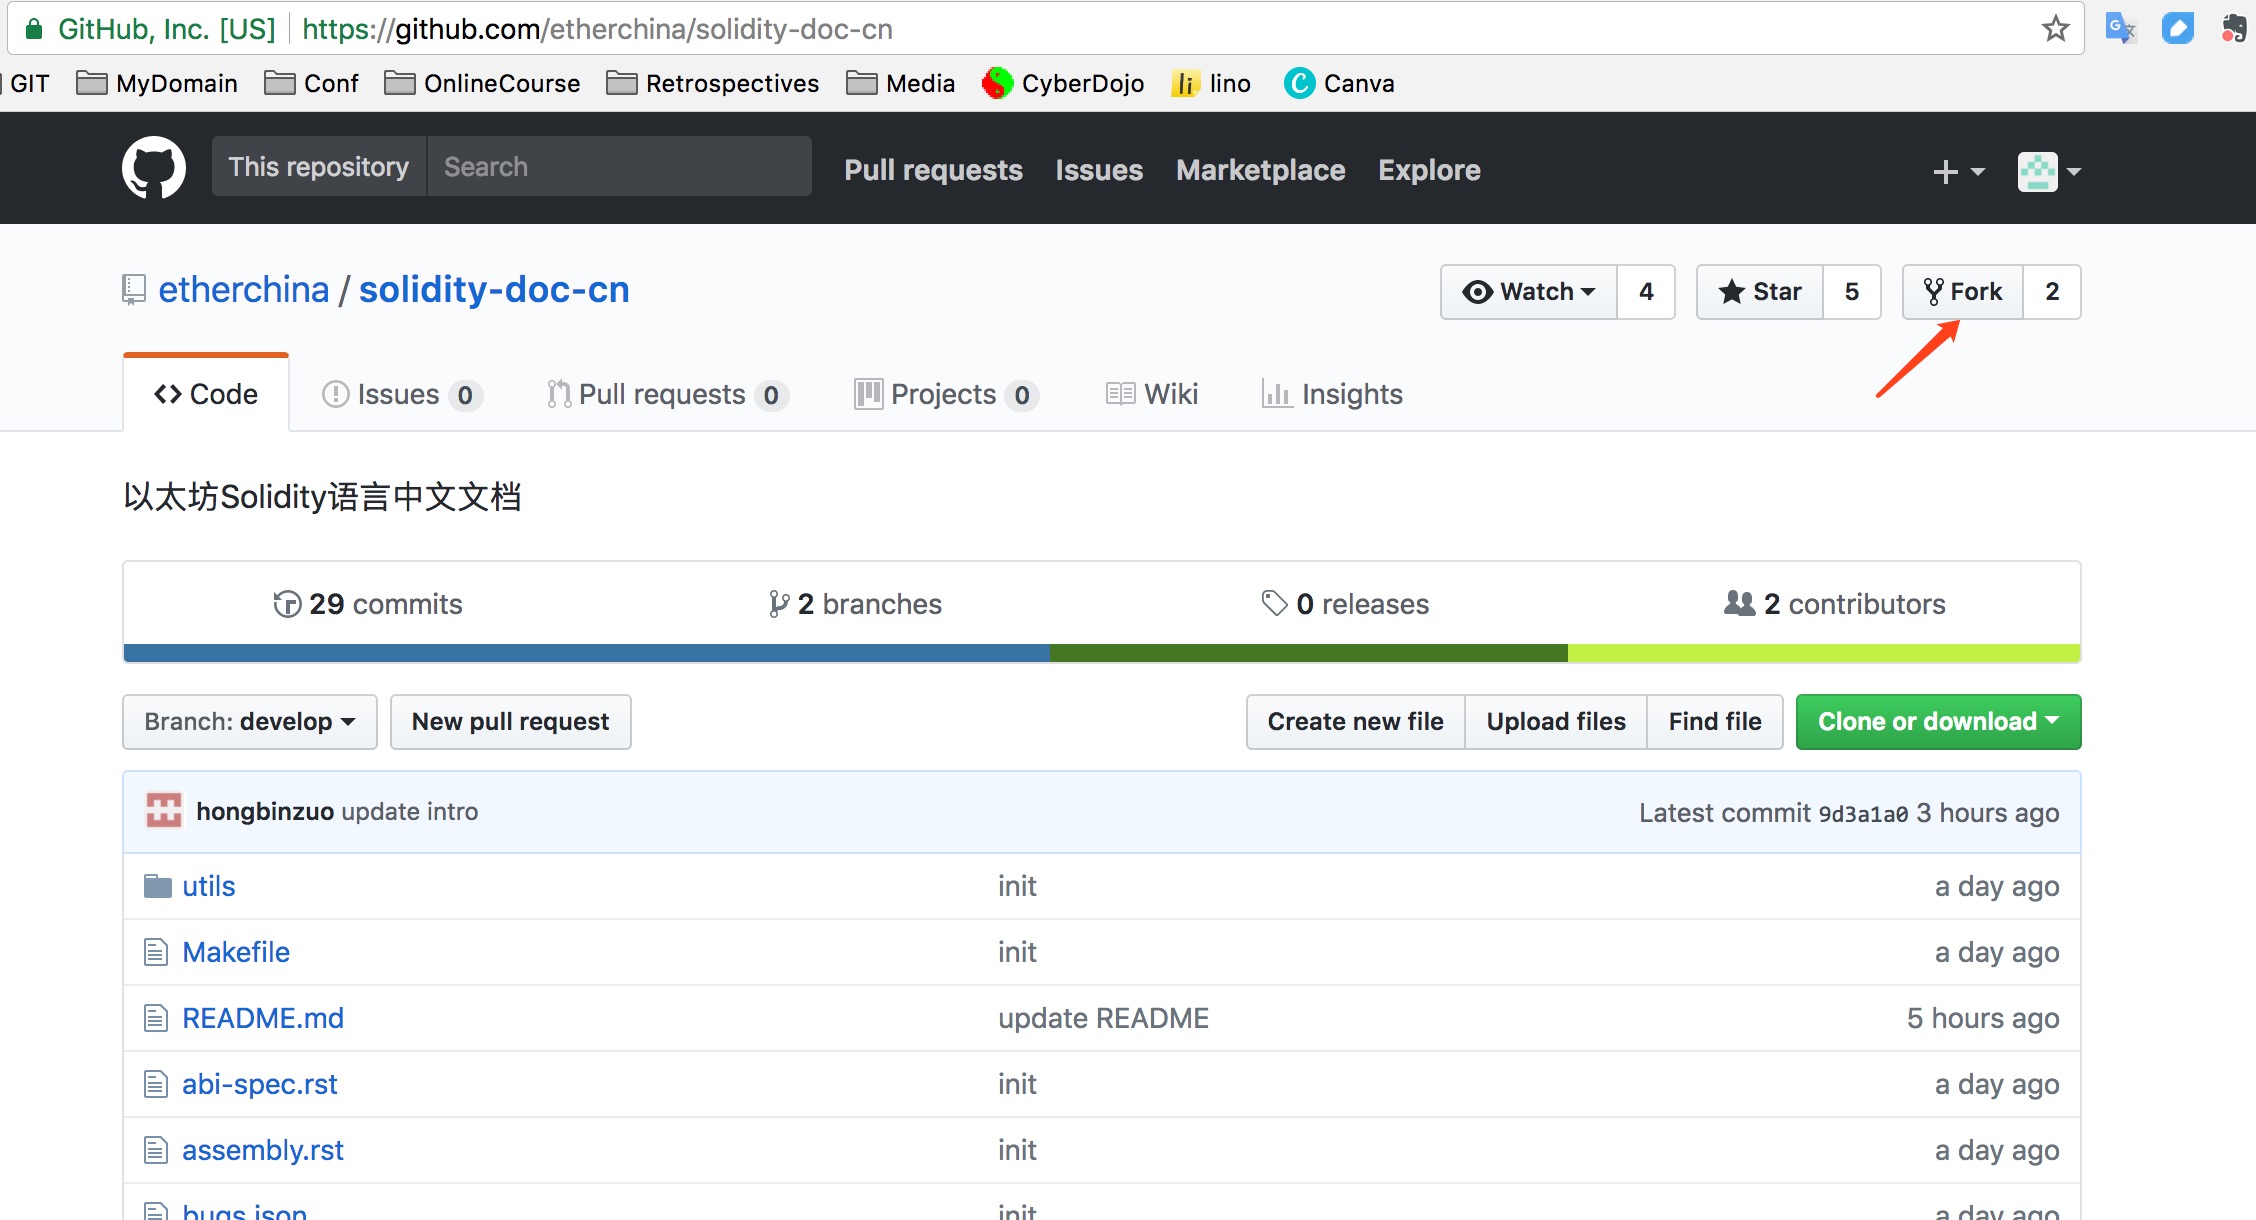 GitHub, Inc. [US] https://github.com/etherchina/solidity-doc-cn
GIT MyDomain Conf OnlineCourse Retrospectives Media CyberDojo li lino C Canva
This repository Search Pull requests Issues Marketplace Explore
etherchina / solidity-doc-cn Watch 4 Star 5 Fork 2
Code Issues 0 Pull requests 0 Projects 0 Wiki Insights
以太坊Solidity语言中文文档
29 commits 2 branches 0 releases 2 contributors
Branch: develop New pull request Create new file Upload files Find file Clone or download
hongbinzuo update intro Latest commit 9d3a1a0 3 hours ago
utils init a day ago
Makefile init a day ago
README.md update README 5 hours ago
abi-spec.rst init a day ago
assembly.rst init a day ago
bugs.json init a day ago